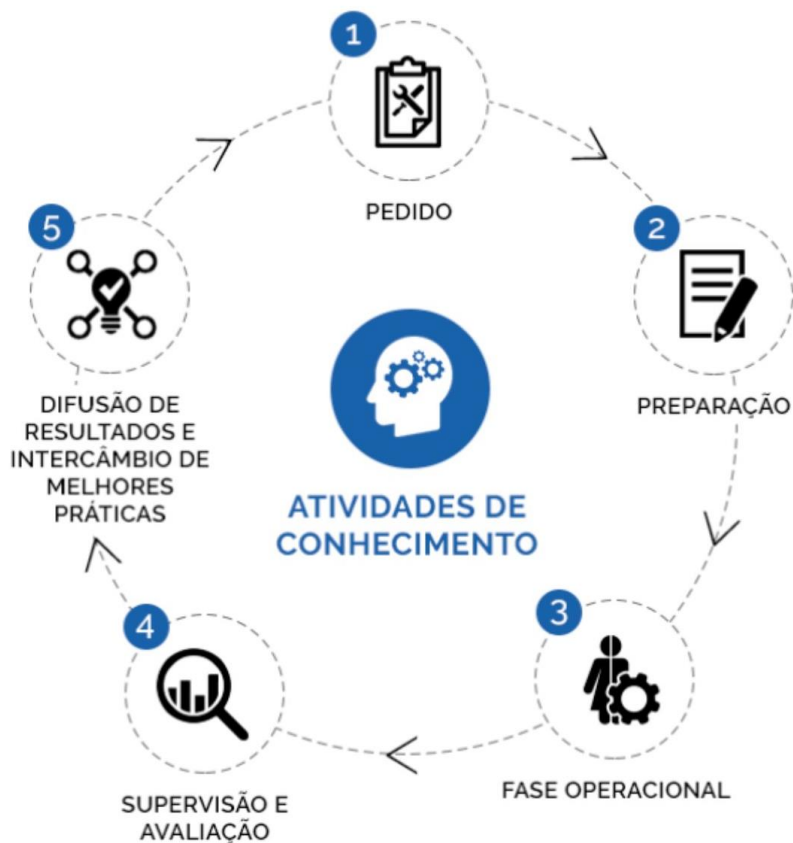 1
PEDIDO
2
PREPARAÇÃO
3
FASE OPERACIONAL
4
SUPERVISÃO E
AVALIAÇÃO
5
DIFUSÃO DE
RESULTADOS E
INTERCÂMBIO DE
MELHORES
PRÁTICAS
ATIVIDADES DE
CONHECIMENTO